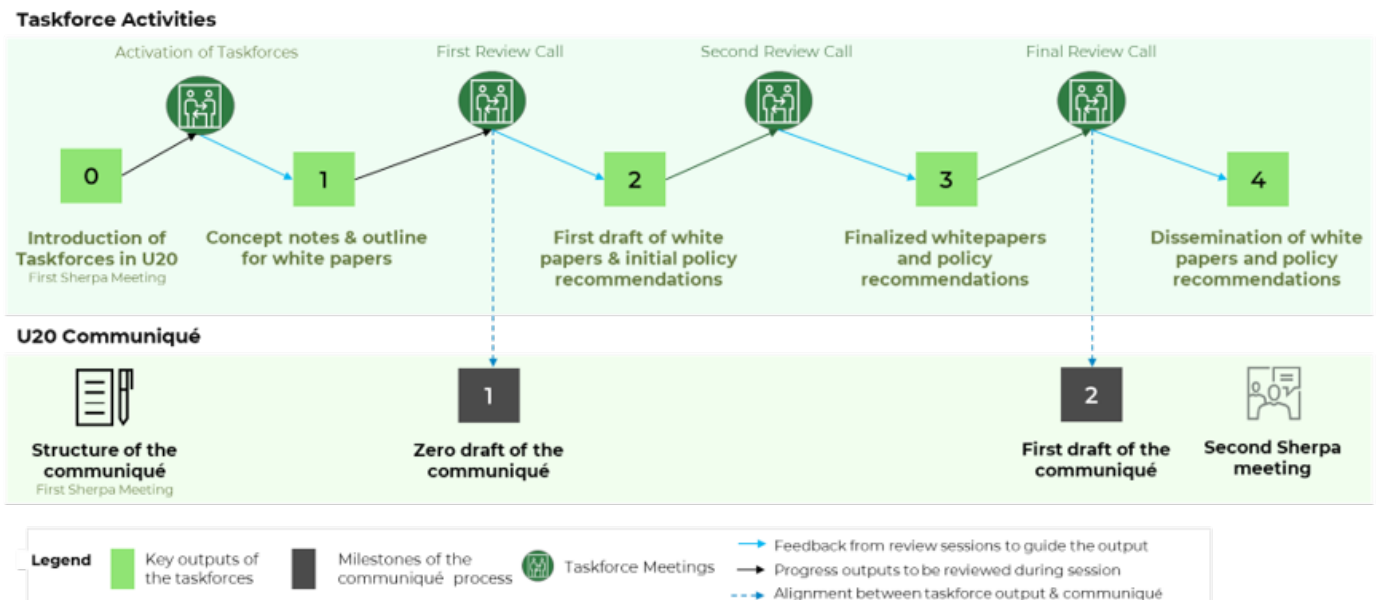 Taskforce Activities
Activation of Taskforces
First Review Call
Second Review Call
Final Review Call
0
1
2
3
4
Introduction of
Taskforces in U20
First Sherpa Meeting
Concept notes & outline
for white papers
First draft of white
papers & initial policy
recommendations
Finalized whitepapers
and policy
recommendations
Dissemination of white
papers and policy
recommendations
U20 Communiqué
1
2
Structure of the
communiqué
First Sherpa Meeting
Zero draft of the
communiqué
First draft of the
communiqué
Second Sherpa
meeting
Legend
Key outputs of
the taskforces
Milestones of the
communiqué process
Taskforce Meetings
Feedback from review sessions to guide the output
Progress outputs to be reviewed during session
Alignment between taskforce output & communiqué